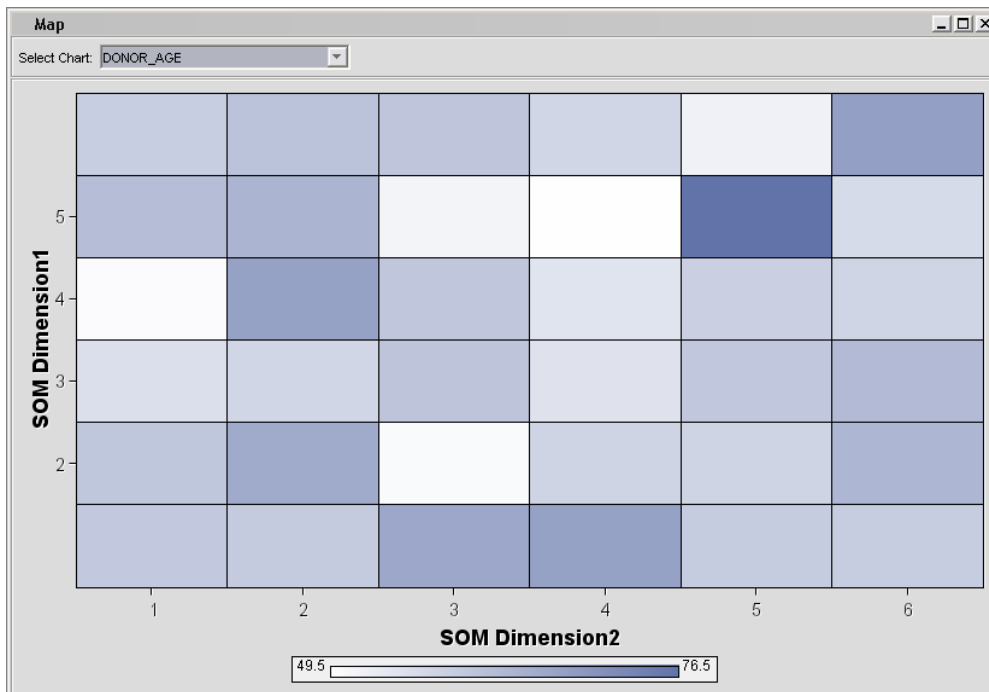 Map
Select Chart: DONOR_AGE
SOM Dimension1
5
4
3
2
1 2 3 4 5 6
SOM Dimension2
49.5 76.5